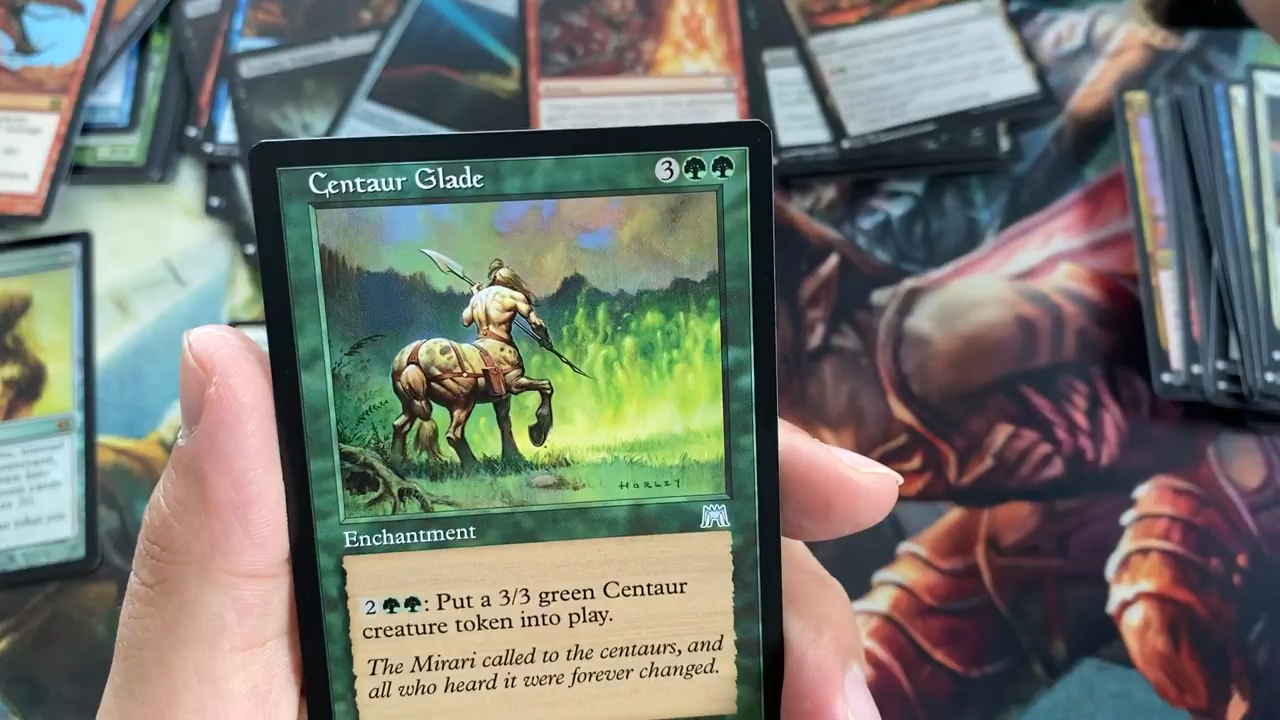 Centaur Glade 3
HORLEY
Enchantment
2 : Put a 3/3 green Centaur
creature token into play.
The Mirari called to the centaurs, and
all who heard it were forever changed.